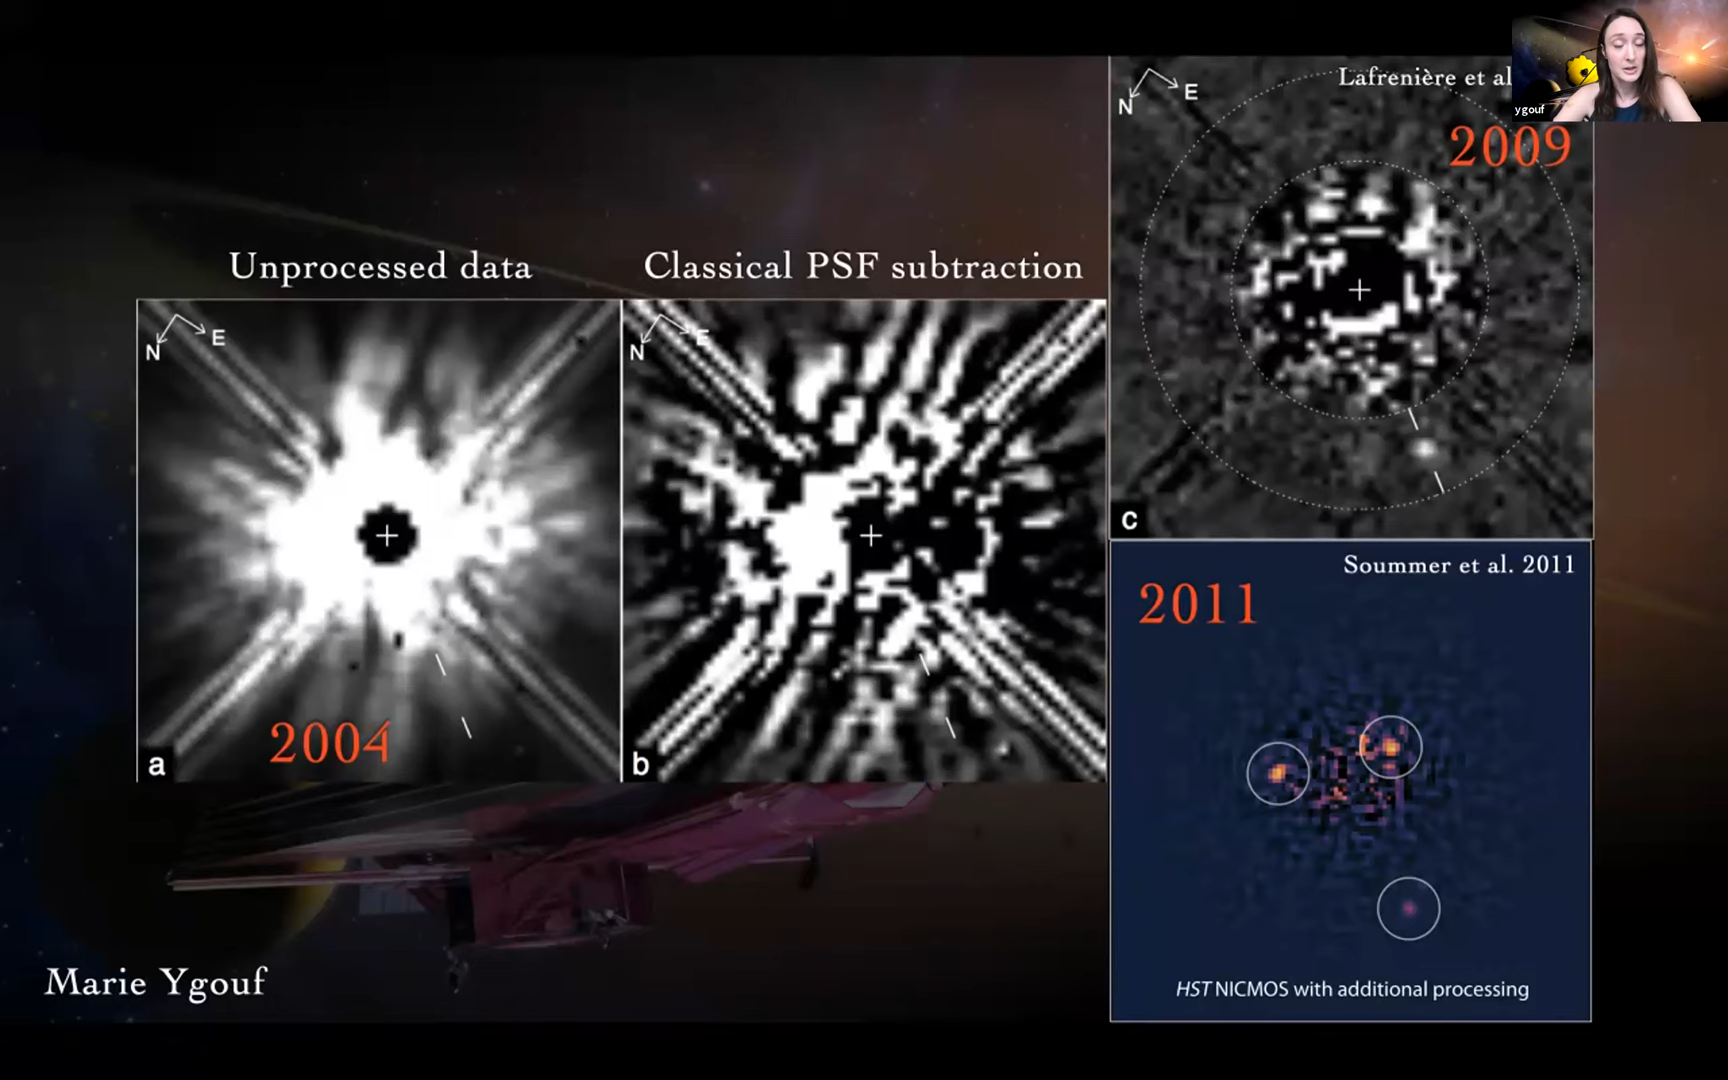 Unprocessed data
N
E
2004
a
Classical PSF subtraction
N
E
b
Lafrenière et al
N
E
2009
c
Soummer et al. 2011
2011
HST NICMOS with additional processing
ygouf
Marie Ygouf